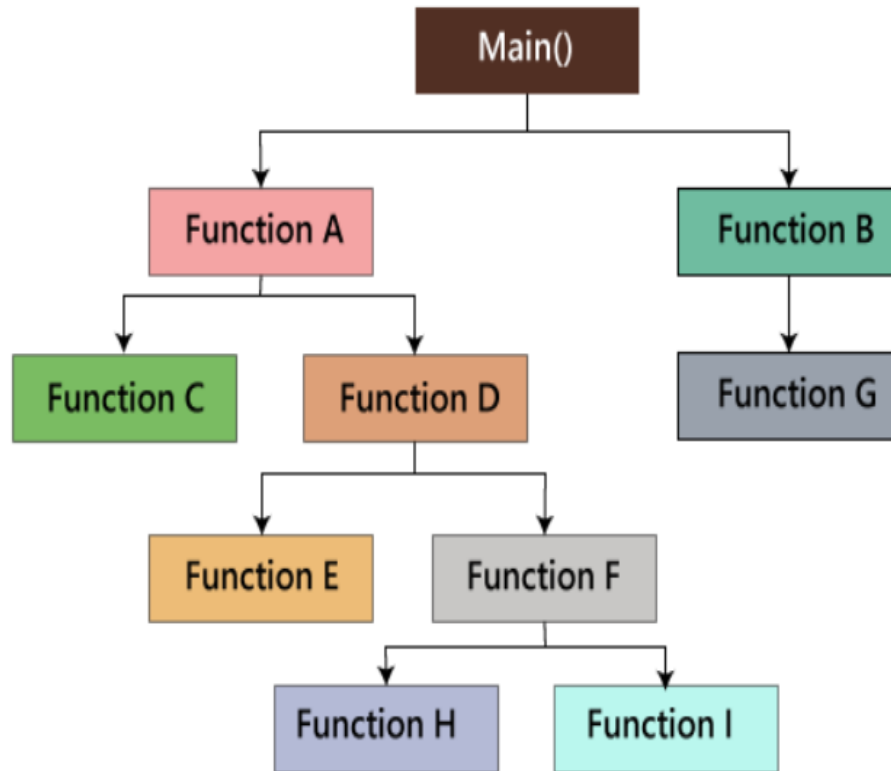 Main()
Function A
Function B
Function C
Function D
Function G
Function E
Function F
Function H
Function I